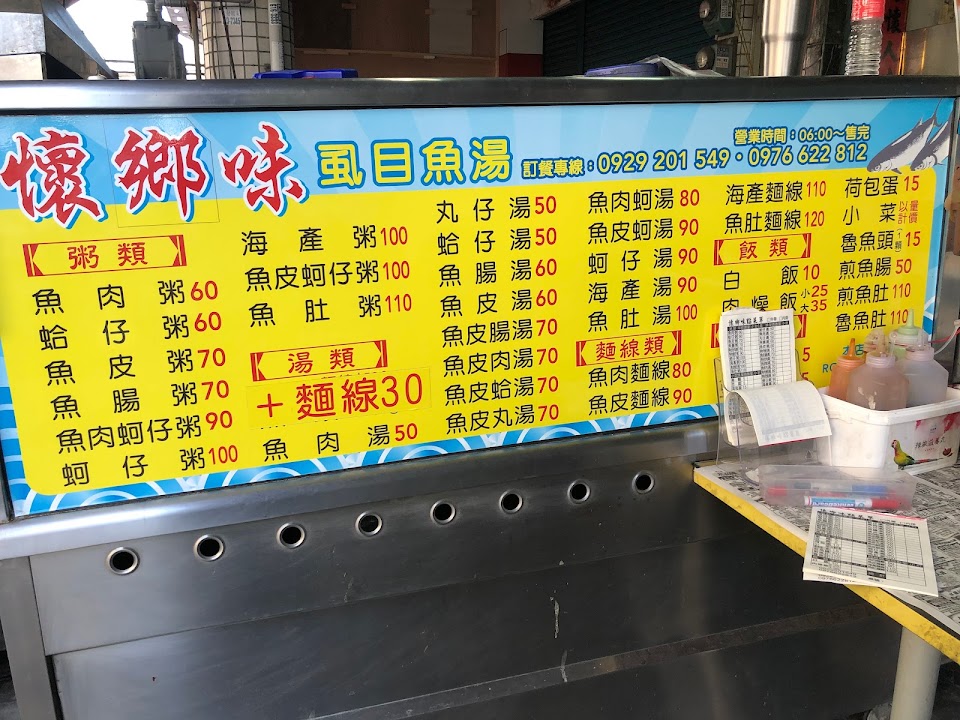 懷鄉味 虱目魚湯
營業時間：06:00～售完
訂餐專線：0929 201 549・0976 622 812
粥類
魚肉粥60
蛤仔粥60
魚皮粥70
魚腸粥70
魚肉蚵仔粥90
蚵仔粥100
海產粥100
魚皮蚵仔粥100
魚肚粥110
湯類
＋麵線30
魚肉湯50
丸仔湯50
蛤仔湯50
魚腸湯60
魚皮湯60
魚皮腸湯70
魚皮肉湯70
魚皮蛤湯70
魚皮丸湯70
魚肉蚵湯80
魚皮蚵湯90
蚵仔湯90
海產湯90
魚肚湯100
麵線類
魚肉麵線80
魚皮麵線90
海產麵線110
魚肚麵線120
飯類
白飯10
肉燥飯小25大35
荷包蛋15
小菜以量計價
魯魚頭(1顆)15
煎魚腸50
煎魚肚110
魯魚肚110